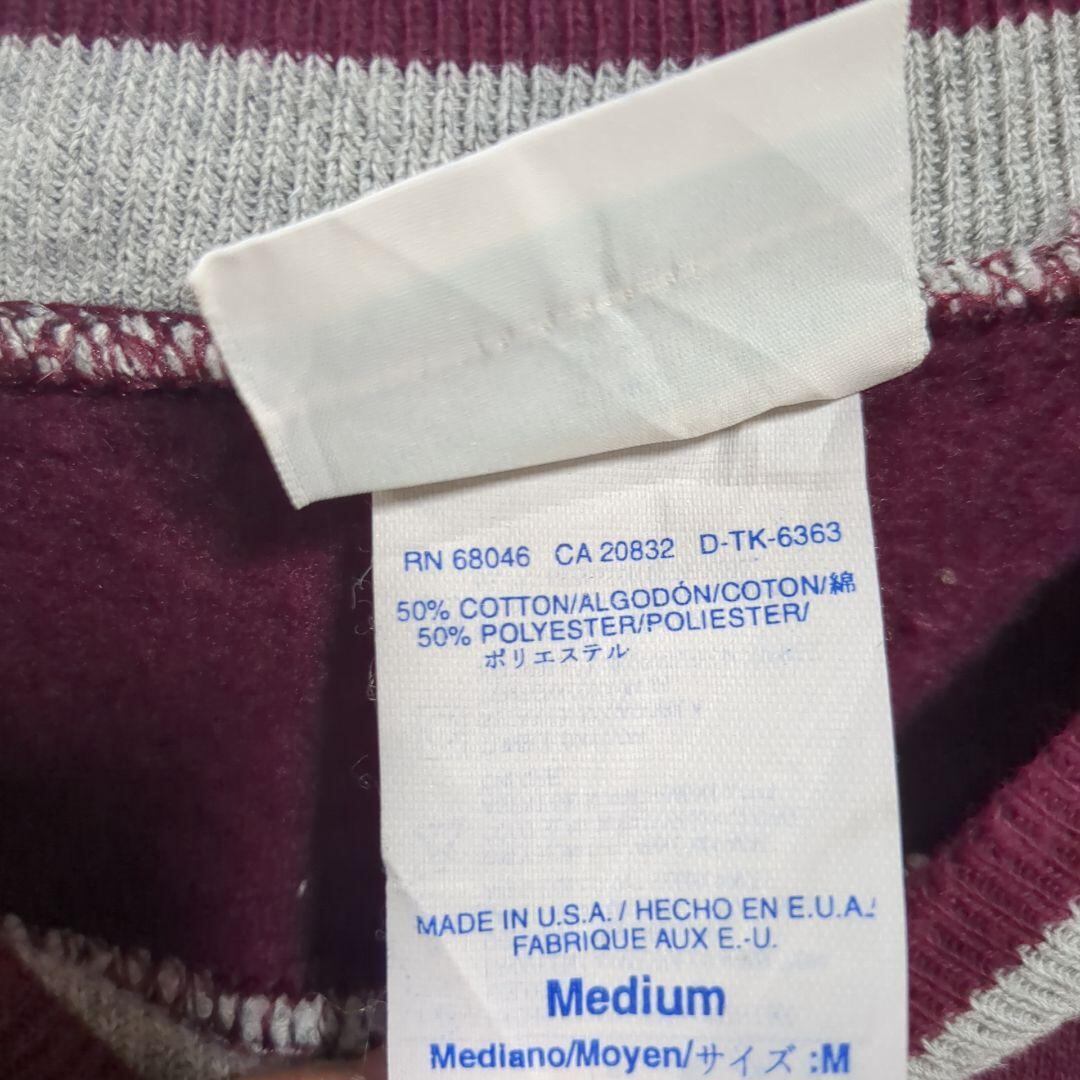 RN 68046 CA 20832 D-TK-6363
50% COTTON/ALGODÓN/COTON/綿
50% POLYESTER/POLIESTER/
ポリエステル
MADE IN U.S.A. / HECHO EN E.U.A.
FABRIQUE AUX E.-U.
Medium
Mediano/Moyen/サイズ :M